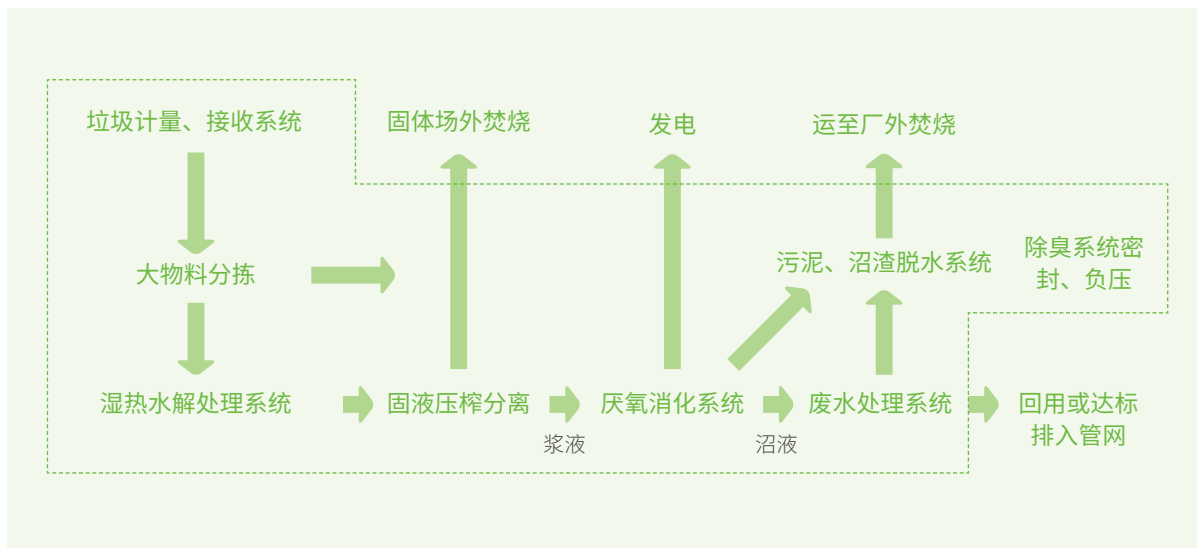 垃圾计量、接收系统
固体场外焚烧
发电
运至厂外焚烧
大物料分拣
污泥、沼渣脱水系统
除臭系统密
封、负压
湿热水解处理系统
固液压榨分离
厌氧消化系统
废水处理系统
回用或达标
排入管网
浆液
沼液